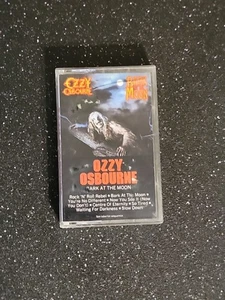 OZZY
OSBOURNE
OZZY
OSBOURNE
BARK AT THE MOON
Rock 'N' Roll Rebel • Bark At The Moon •
You're No Different • Now You See It (Now
You Don't) • Centre Of Eternity • So Tired •
Waiting For Darkness • Slow Down